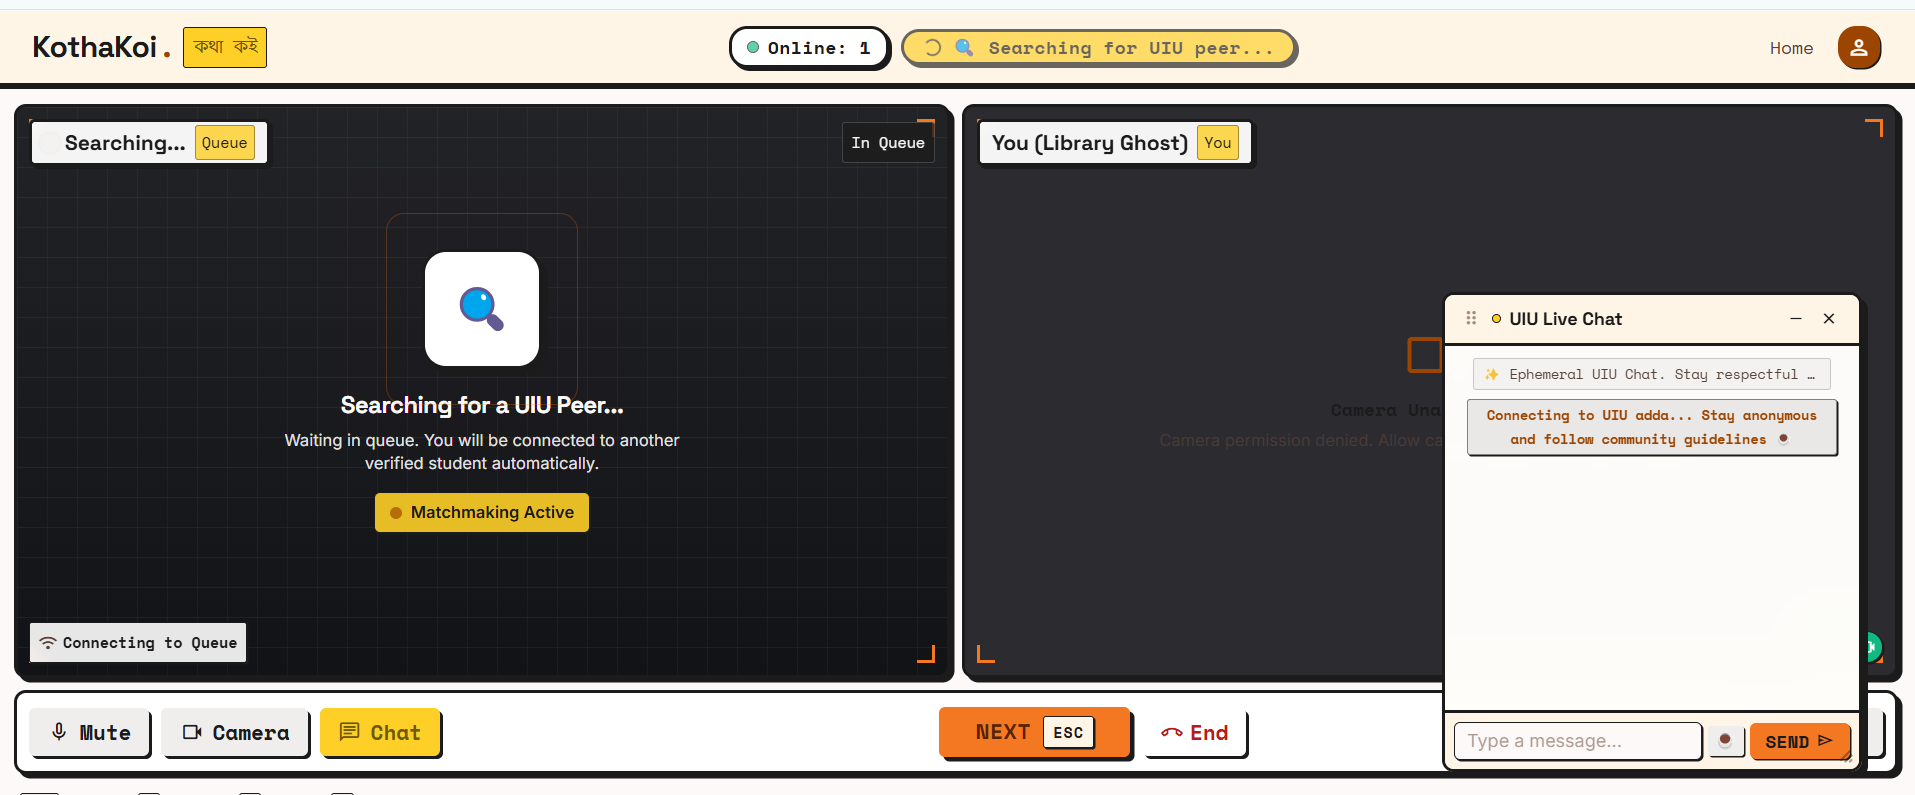 KothaKoi.
কথা কই
Online: 1
Searching for UIU peer...
Home
Searching...
Queue
In Queue
Searching for a UIU Peer...
Waiting in queue. You will be connected to another
verified student automatically.
Matchmaking Active
Connecting to Queue
You (Library Ghost)
You
Camera Una
Camera permission denied. Allow ca
UIU Live Chat
✨ Ephemeral UIU Chat. Stay respectful …
Connecting to UIU adda... Stay anonymous
and follow community guidelines
Type a message...
SEND
Mute
Camera
Chat
NEXT
ESC
End